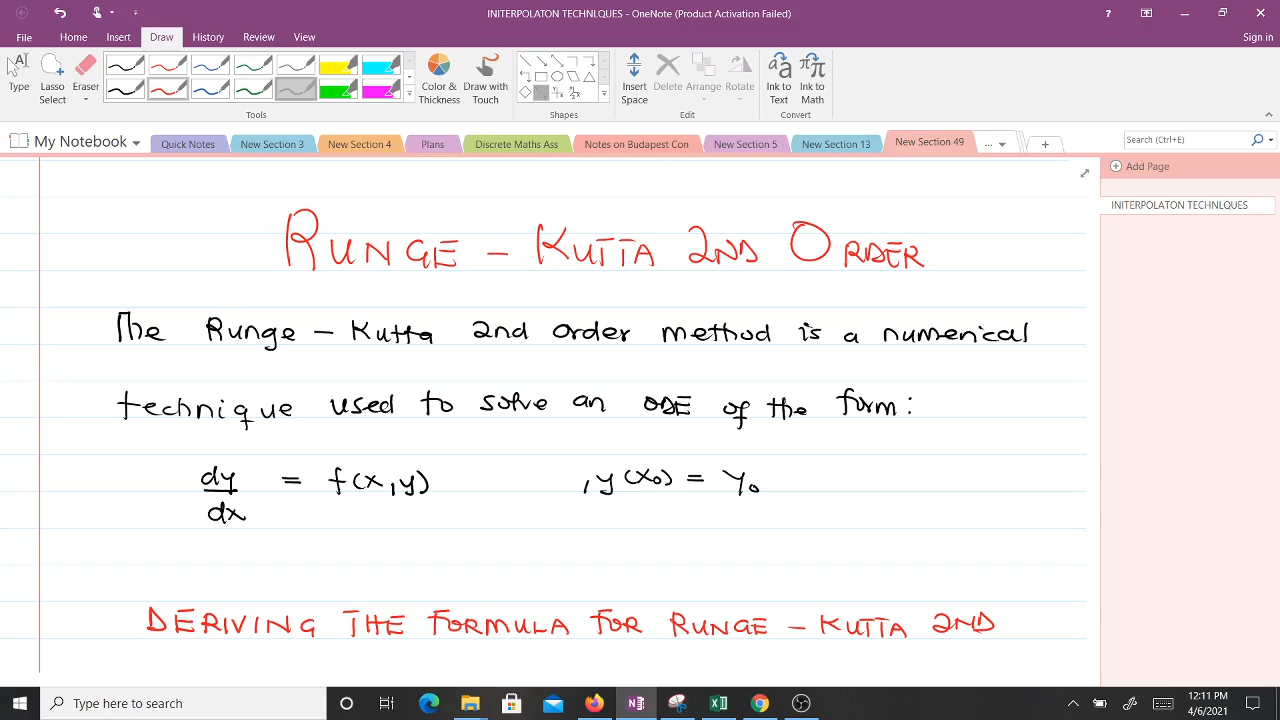 INITERPOLATON TECHNLQUES - OneNote (Product Activation Failed)
File Home Insert Draw History Review View Sign in
Type
Lasso Select
Eraser
Color & Thickness
Draw with Touch
Insert Space
Delete
Arrange
Rotate
Ink to Text
Ink to Math
Tools Shapes Edit Convert
My Notebook Quick Notes New Section 3 New Section 4 Plans Discrete Maths Ass Notes on Budapest Con New Section 5 New Section 13 New Section 49 ... Search (Ctrl+E)
Add Page
INITERPOLATON TECHNLQUES
RUNGE - KUTTA 2ND ORDER
The Runge - Kutta 2nd order method is a numerical
technique used to solve an ODE of the form:
dy/dx = f(x,y) , y(x₀) = y₀
DERIVING THE FORMULA FOR RUNGE - KUTTA 2ND
Type here to search
12:11 PM
4/6/2021